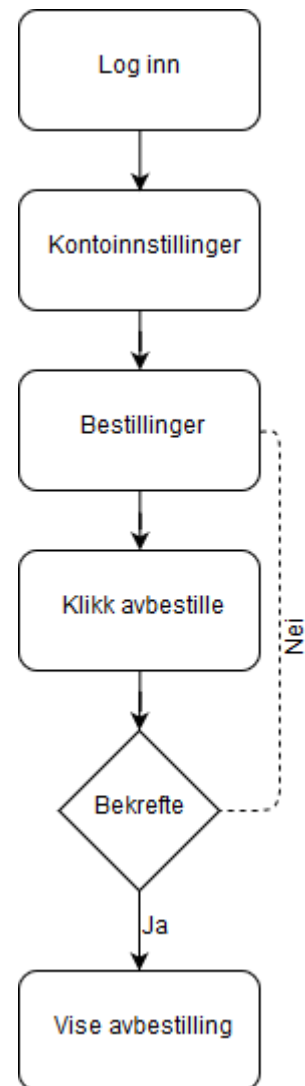 Log inn
Kontoinnstillinger
Bestillinger
Klikk avbestille
Nei
Bekrefte
Ja
Vise avbestilling